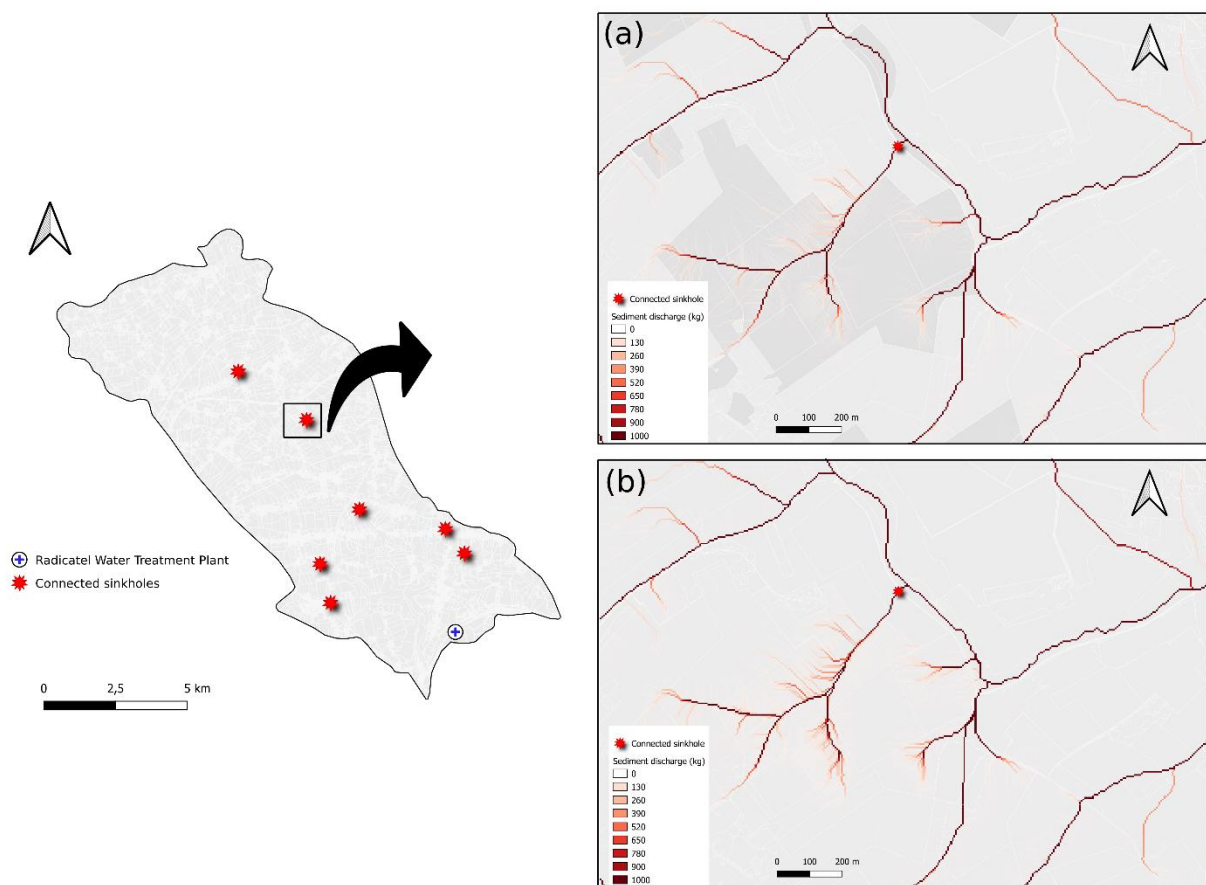 Radicatel Water Treatment Plant
Connected sinkholes
0 2,5 5 km
(a)
Connected sinkhole
Sediment discharge (kg)
0
130
260
390
520
650
780
900
1000
0 100 200 m
(b)
Connected sinkhole
Sediment discharge (kg)
0
130
260
390
520
650
780
900
1000
0 100 200 m